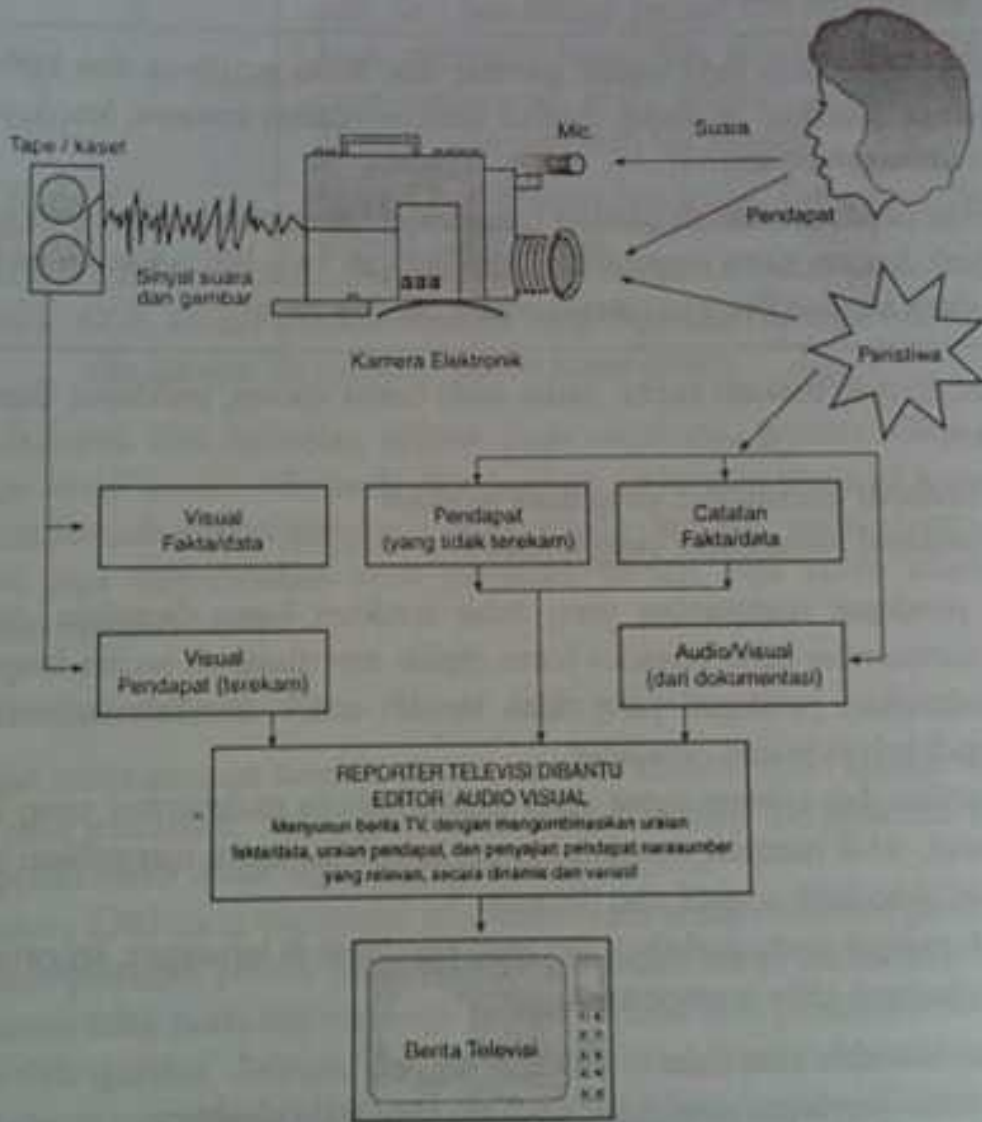 Tape / kaset
Mic.
Susia
Pendapat
Sinyal suara
dan gambar
Kamera Elektronik
Peristiwa
Visual
Fakta/data
Pendapat
(yang tidak terekam)
Catatan
Fakta/data
Visual
Pendapat (terekam)
Audio/Visual
(dari dokumentasi)
REPORTER TELEVISI DIBANTU
EDITOR AUDIO VISUAL
Menyusun berita TV, dengan mengombinasikan uraian
fakta/data, uraian pendapat, dan penyajian pendapat narasumber
yang relevan, secara dinamis dan variatif
Berita Televisi